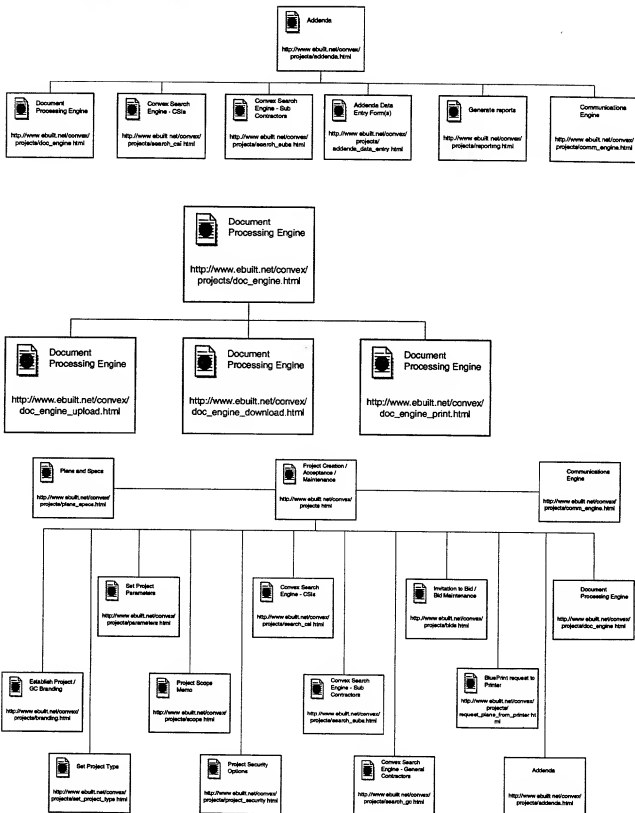 Addenda
http://www ebuilt.net/convex/
projects/addenda.html
Document
Processing Engine
http://www ebuilt net/convex/
projects/doc_engine html
Convex Search
Engine - CSIs
http://www ebuilt net/convex/
projects/search_csi html
Convex Search
Engine - Sub
Contractors
http://www ebuilt net/convex/
projects/search_subs html
Addenda Data
Entry Form(s)
http://www ebuilt net/convex/
projects/
addenda_data_entry html
Generate reports
http://www ebuilt net/convex/
projects/reporting.html
Communications
Engine
http://www ebuilt net/convex/
projects/comm_engine.html
Document
Processing Engine
http://www.ebuilt.net/convex/
projects/doc_engine.html
Document
Processing Engine
http://www.ebuilt.net/convex/
doc_engine_upload.html
Document
Processing Engine
http://www.ebuilt.net/convex/
doc_engine_download.html
Document
Processing Engine
http://www.ebuilt.net/convex/
doc_engine_print.html
Plans and Specs
http://www ebuilt.net/convex/
projects/plans_specs.html
Project Creation /
Acceptance /
Maintenance
http://www ebuilt net/convex/
projects html
Communications
Engine
http://www ebuilt.net/convex/
projects/comm_engine.html
Set Project
Parameters
http://www ebuilt.net/convex/
projects/parameters html
Convex Search
Engine - CSIs
http://www ebuilt.net/convex/
projects/search_csi html
Invitation to Bid /
Bid Maintenance
http://www ebuilt.net/convex/
projects/bids html
Document
Processing Engine
http://www ebuilt.net/convex/
projects/doc_engine html
Establish Project /
GC Branding
http://www.ebuilt.net/convex/
projects/branding.html
Project Scope
Memo
http://www ebuilt.net/convex/
projects/scope html
Convex Search
Engine - Sub
Contractors
http://www ebuilt.net/convex/
projects/search_subs html
BluePrint request to
Printer
http://www ebuilt.net/convex/
projects/
request_plans_from_printer ht
ml
Set Project Type
http://www ebuilt.net/convex/
projects/set_project_type html
Project Security
Options
http://www ebuilt.net/convex/
projects/project_security html
Convex Search
Engine - General
Contractors
http://www ebuilt net/convex/
projects/search_gc html
Addenda
http://www ebuilt.net/convex/
projects/addenda.html